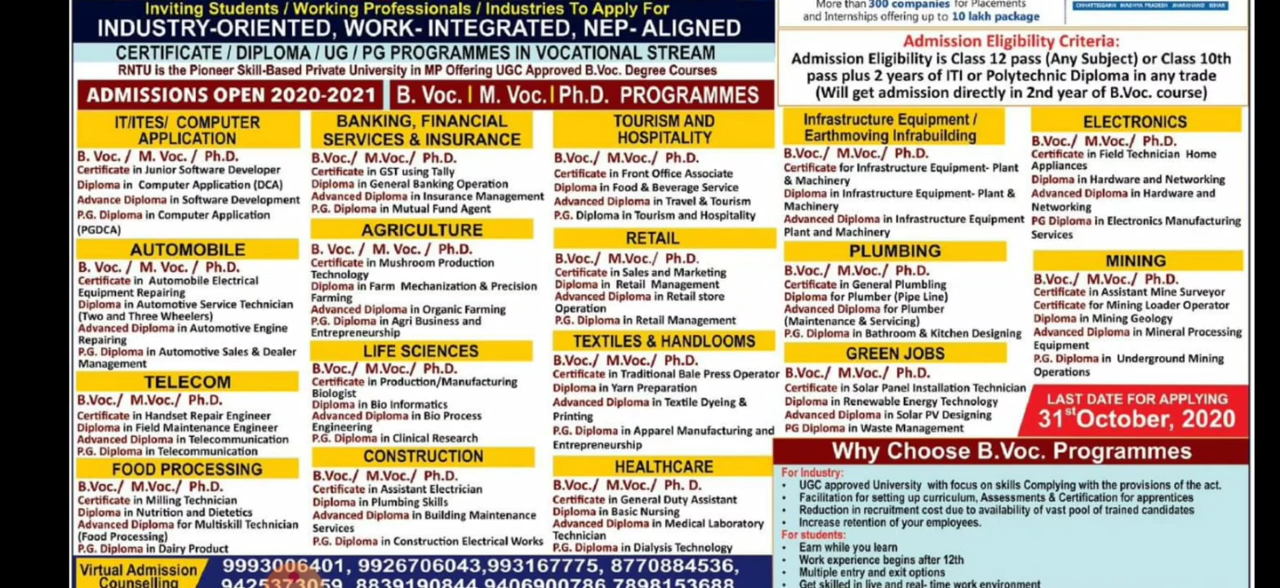 Inviting Students / Working Professionals / Industries To Apply For
INDUSTRY-ORIENTED, WORK- INTEGRATED, NEP- ALIGNED
CERTIFICATE / DIPLOMA / UG / PG PROGRAMMES IN VOCATIONAL STREAM
RNTU is the Pioneer Skill-Based Private University in MP Offering UGC Approved B.Voc. Degree Courses
ADMISSIONS OPEN 2020-2021
B. Voc. | M. Voc. | Ph.D. PROGRAMMES
IT/ITES/ COMPUTER
APPLICATION
B. Voc. / M. Voc. / Ph.D.
Certificate in Junior Software Developer
Diploma in Computer Application (DCA)
Advance Diploma in Software Development
P.G. Diploma in Computer Application
(PGDCA)
AUTOMOBILE
B. Voc. / M. Voc. / Ph.D.
Certificate in Automobile Electrical
Equipment Repairing
Diploma in Automotive Service Technician
(Two and Three Wheelers)
Advanced Diploma in Automotive Engine
Repairing
P.G. Diploma in Automotive Sales & Dealer
Management
TELECOM
B.Voc./ M.Voc./ Ph.D.
Certificate in Handset Repair Engineer
Diploma in Field Maintenance Engineer
Advanced Diploma in Telecommunication
P.G. Diploma in Telecommunication
FOOD PROCESSING
B.Voc./ M.Voc./ Ph. D.
Certificate in Milling Technician
Diploma in Nutrition and Dietetics
Advanced Diploma for Multiskill Technician
(Food Processing)
P.G. Diploma in Dairy Product
BANKING, FINANCIAL
SERVICES & INSURANCE
B.Voc./ M.Voc./ Ph.D.
Certificate in GST using Tally
Diploma in General Banking Operation
Advanced Diploma in Insurance Management
P.G. Diploma in Mutual Fund Agent
AGRICULTURE
B. Voc. / M. Voc. / Ph.D.
Certificate in Mushroom Production
Technology
Diploma in Farm Mechanization & Precision
Farming
Advanced Diploma in Organic Farming
P.G. Diploma in Agri Business and
Entrepreneurship
LIFE SCIENCES
B.Voc./ M.Voc./ Ph.D.
Certificate in Production/Manufacturing
Biologist
Diploma in Bio Informatics
Advanced Diploma in Bio Process
Engineering
P.G. Diploma in Clinical Research
CONSTRUCTION
B.Voc./ M.Voc./ Ph.D.
Certificate in Assistant Electrician
Diploma in Plumbing Skills
Advanced Diploma in Building Maintenance
Services
P.G. Diploma in Construction Electrical Works
TOURISM AND
HOSPITALITY
B.Voc./ M.Voc./ Ph.D.
Certificate in Front Office Associate
Diploma in Food & Beverage Service
Advanced Diploma in Travel & Tourism
P.G. Diploma in Tourism and Hospitality
RETAIL
B.Voc./ M.Voc./ Ph.D.
Certificate in Sales and Marketing
Diploma in Retail Management
Advanced Diploma in Retail store
Operation
P.G. Diploma in Retail Management
TEXTILES & HANDLOOMS
B.Voc./ M.Voc./ Ph.D.
Certificate in Traditional Bale Press Operator
Diploma in Yarn Preparation
Advanced Diploma in Textile Dyeing &
Printing
P.G. Diploma in Apparel Manufacturing and
Entrepreneurship
HEALTHCARE
B.Voc./ M.Voc./ Ph.D.
Certificate in General Duty Assistant
Diploma in Basic Nursing
Advanced Diploma in Medical Laboratory
Technician
P.G. Diploma in Dialysis Technology
Virtual Admission
Counselling
9993006401, 9926706043,993167775, 8770884536,
9425373059, 8839190844,9406900786,7898153688
More than 300 companies for Placements
and Internships offering up to 10 lakh package
CHHATTISGARH MADHYA PRADESH JHARKHAND BIHAR
Admission Eligibility Criteria:
Admission Eligibility is Class 12 pass (Any Subject) or Class 10th
pass plus 2 years of ITI or Polytechnic Diploma in any trade
(Will get admission directly in 2nd year of B.Voc. course)
Infrastructure Equipment /
Earthmoving Infrabuilding
B.Voc./ M.Voc./ Ph.D.
Certificate for Infrastructure Equipment- Plant
& Machinery
Diploma in Infrastructure Equipment- Plant &
Machinery
Advanced Diploma in Infrastructure Equipment
Plant and Machinery
PLUMBING
B.Voc./ M.Voc./ Ph.D.
Certificate in General Plumbing
Diploma for Plumber (Pipe Line)
Advanced Diploma for Plumber
(Maintenance & Servicing)
P.G. Diploma in Bathroom & Kitchen Designing
GREEN JOBS
B.Voc./ M.Voc./ Ph.D.
Certificate in Solar Panel Installation Technician
Diploma in Renewable Energy Technology
Advanced Diploma in Solar PV Designing
PG Diploma in Waste Management
ELECTRONICS
B.Voc./ M.Voc./ Ph.D.
Certificate in Field Technician Home
Appliances
Diploma in Hardware and Networking
Advanced Diploma in Hardware and
Networking
PG Diploma in Electronics Manufacturing
Services
MINING
B.Voc./ M.Voc./ Ph.D.
Certificate in Assistant Mine Surveyor
Certificate for Mining Loader Operator
Diploma in Mining Geology
Advanced Diploma in Mineral Processing
Equipment
P.G. Diploma in Underground Mining
Operations
LAST DATE FOR APPLYING
31st October, 2020
Why Choose B.Voc. Programmes
For Industry:
• UGC approved University with focus on skills Complying with the provisions of the act.
• Facilitation for setting up curriculum, Assessments & Certification for apprentices
• Reduction in recruitment cost due to availability of vast pool of trained candidates
• Increase retention of your employees.
For students:
• Earn while you learn
• Work experience begins after 12th
• Multiple entry and exit options
• Get skilled in live and real- time work environment